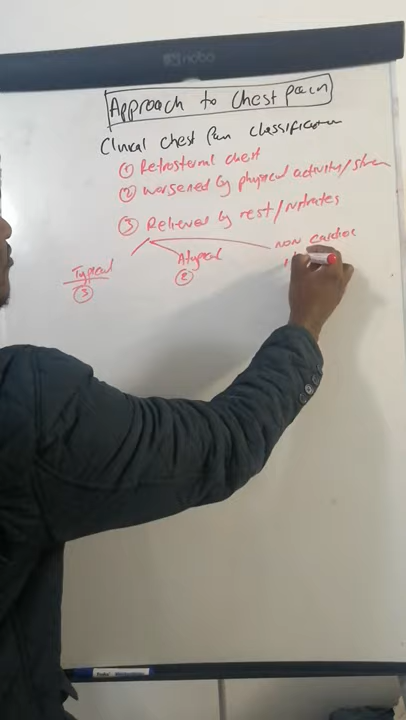 nobo
Approach to Chest pain
Clinical Chest Pain Classification
① Retrosternal chest
② Worsened by physical activity/
③ Relieved by rest/Nitrates
NON Cardiac
Typical
Atypical
③
②